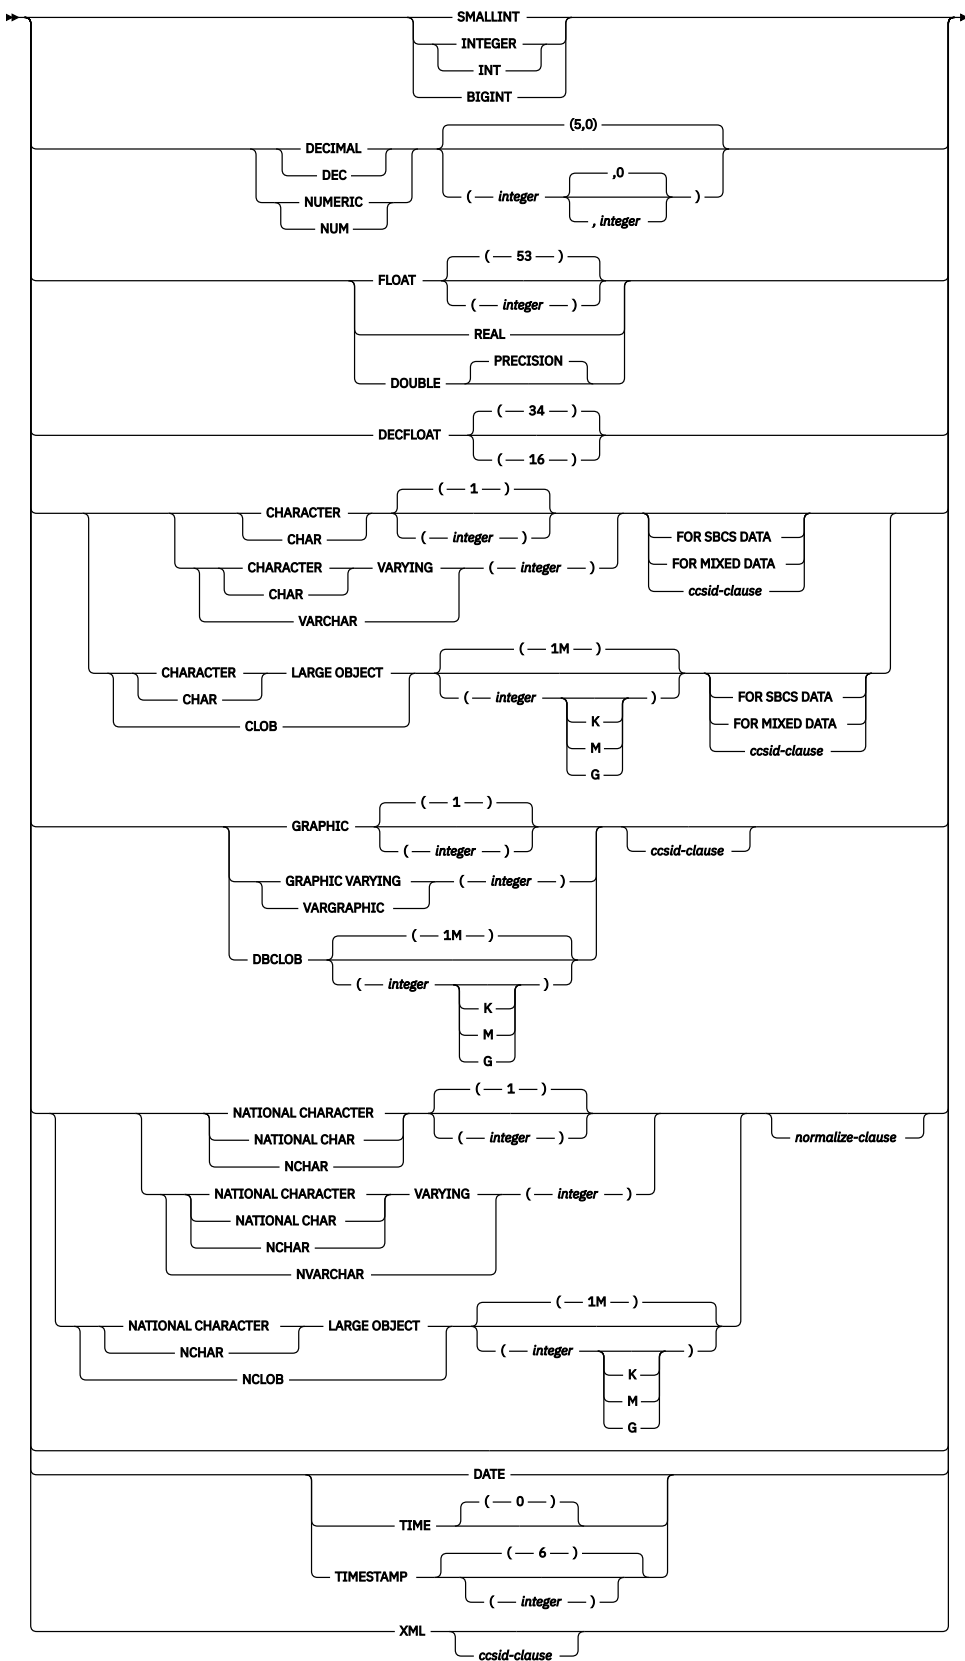 SMALLINT
INTEGER
INT
BIGINT
(5,0)
DECIMAL
,0
DEC
( integer )
NUMERIC
, integer
NUM
( 53 )
FLOAT
( integer )
REAL
PRECISION
DOUBLE
( 34 )
DECFLOAT
( 16 )
( 1 )
CHARACTER
CHAR ( integer ) FOR SBCS DATA
CHARACTER VARYING ( integer ) FOR MIXED DATA
CHAR ccsid-clause
VARCHAR
( 1M )
CHARACTER LARGE OBJECT
CHAR ( integer ) FOR SBCS DATA
CLOB K FOR MIXED DATA
M ccsid-clause
G
( 1 )
GRAPHIC
( integer ) ccsid-clause
GRAPHIC VARYING ( integer )
VARGRAPHIC
( 1M )
DBCLOB
( integer )
K
M
G
( 1 )
NATIONAL CHARACTER
NATIONAL CHAR ( integer ) normalize-clause
NCHAR
NATIONAL CHARACTER VARYING ( integer )
NATIONAL CHAR
NCHAR
NVARCHAR
( 1M )
NATIONAL CHARACTER LARGE OBJECT
NCHAR ( integer )
NCLOB K
M
G
DATE
( 0 )
TIME
( 6 )
TIMESTAMP
( integer )
XML
ccsid-clause